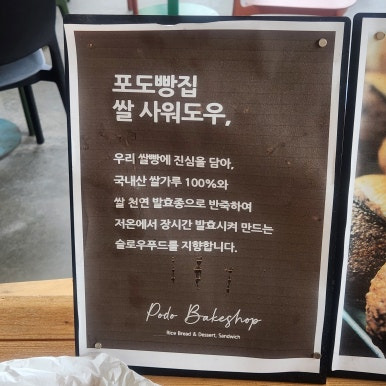 포도빵집
쌀 사워도우,
우리 쌀빵에 진심을 담아,
국내산 쌀가루 100%와
쌀 천연 발효종으로 반죽하여
저온에서 장시간 발효시켜 만드는
슬로우푸드를 지향합니다.
Podo Bakeshop
Rice Bread & Dessert, Sandwich